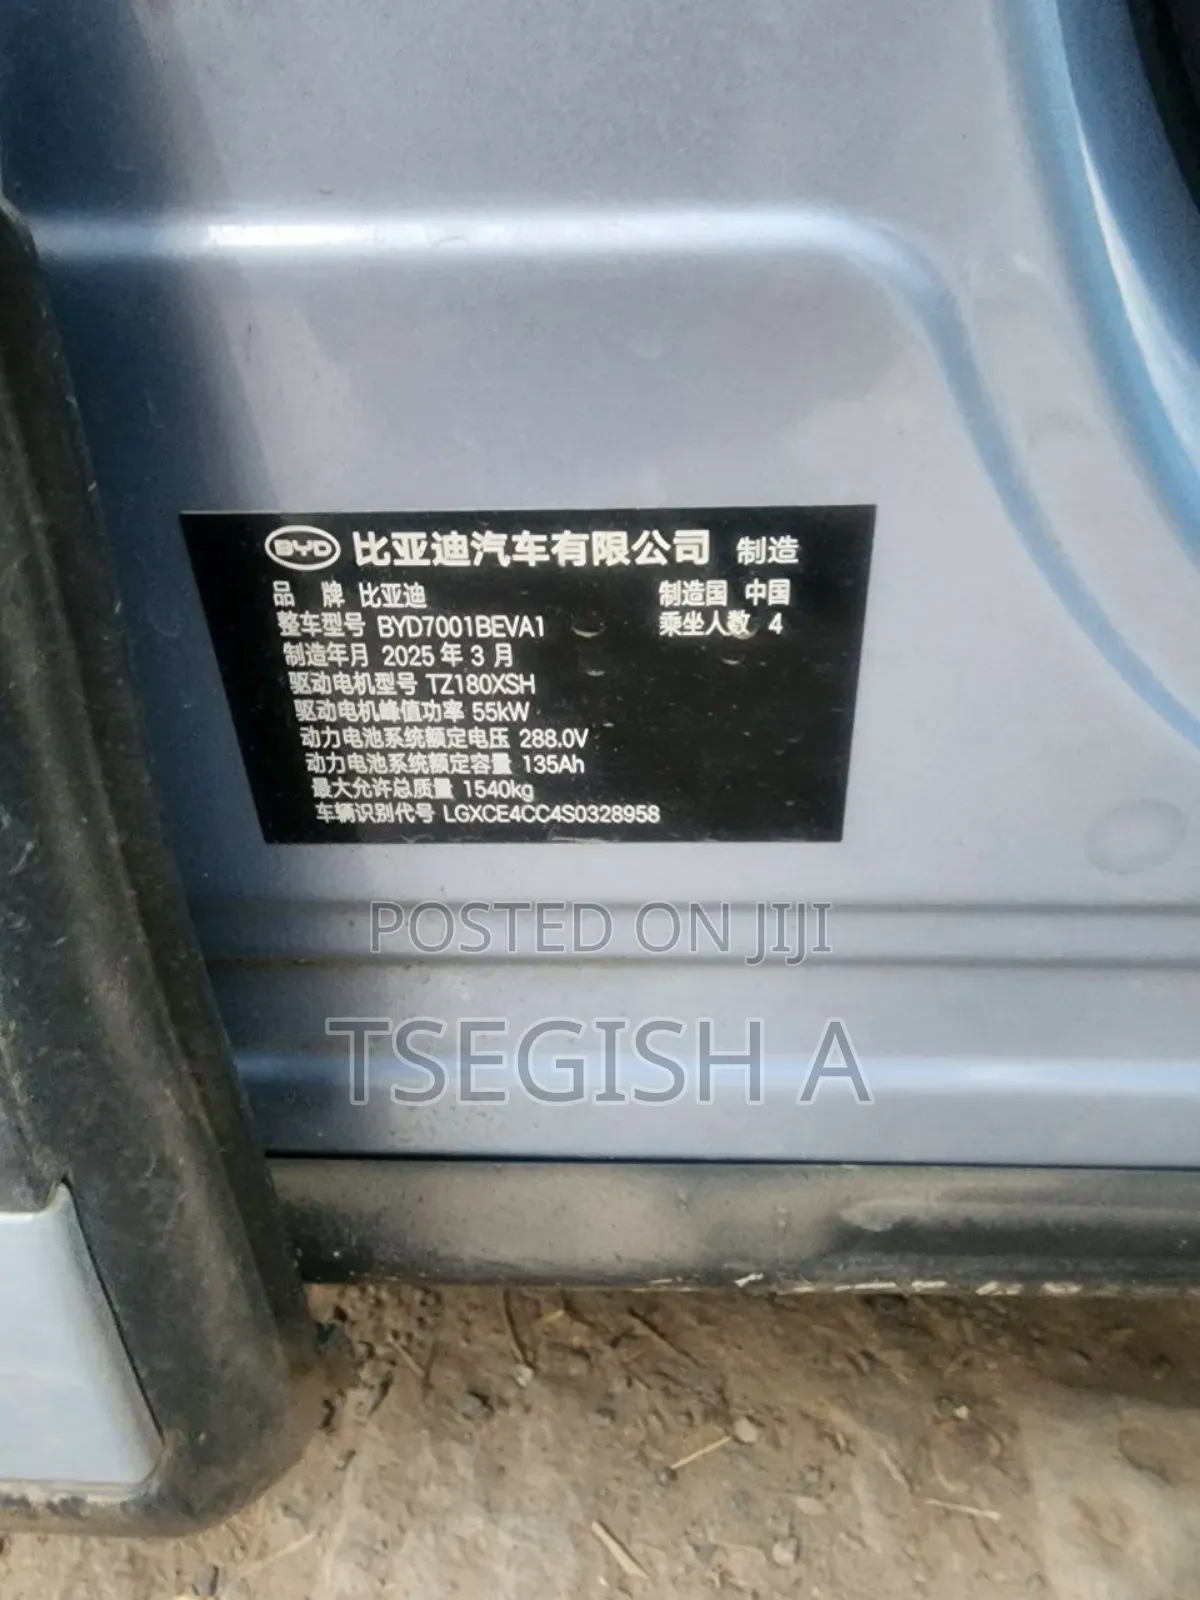 BYD 比亚迪汽车有限公司 制造
品 牌 比亚迪 制造国 中国
整车型号 BYD7001BEVA1 乘坐人数 4
制造年月 2025 年 3 月
驱动电机型号 TZ180XSH
驱动电机峰值功率 55kW
动力电池系统额定电压 288.0V
动力电池系统额定容量 135Ah
最大允许总质量 1540kg
车辆识别代号 LGXCE4CC4S0328958
POSTED ON JIJI
TSEGISH A